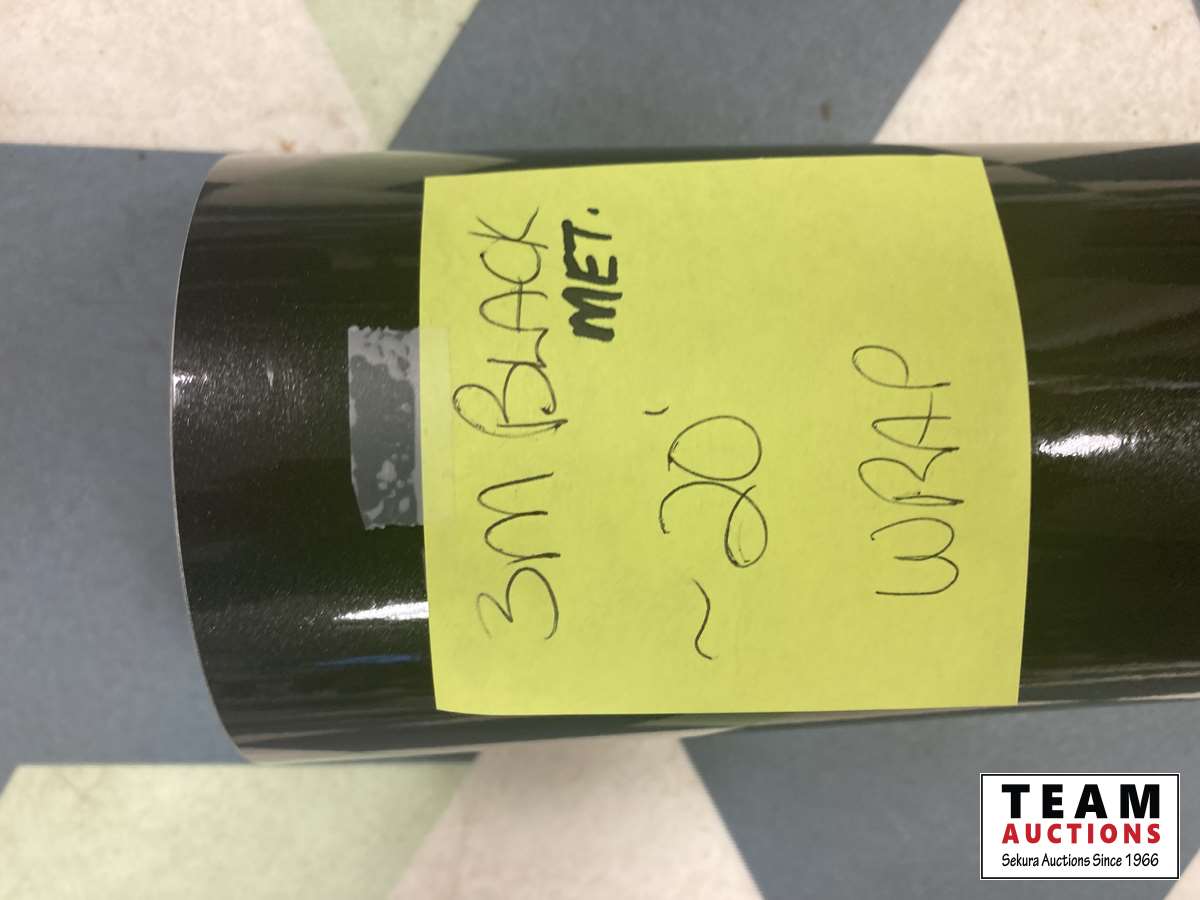 3M BLACK
MET.
~20'
WRAP
TEAM
AUCTIONS
Sekura Auctions Since 1966